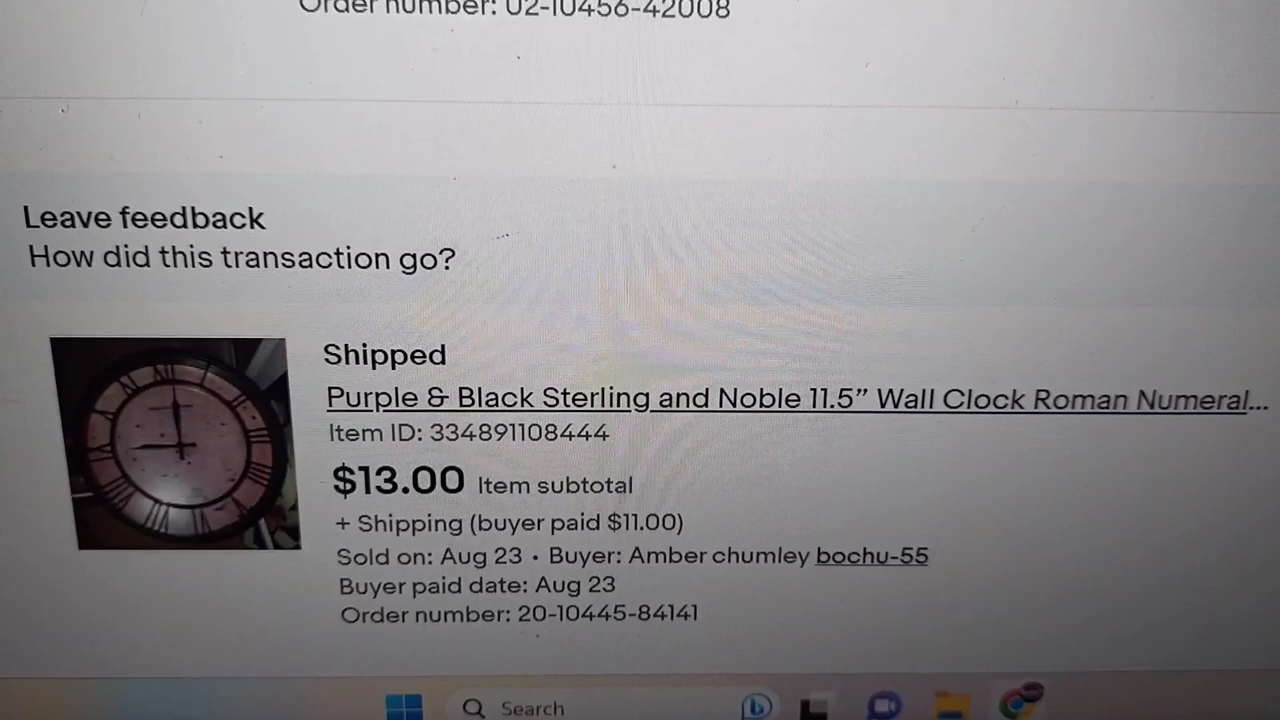 Order number: 02-10456-42008
Leave feedback
How did this transaction go?
Shipped
Purple & Black Sterling and Noble 11.5” Wall Clock Roman Numeral...
Item ID: 334891108444
$13.00 Item subtotal
+ Shipping (buyer paid $11.00)
Sold on: Aug 23 • Buyer: Amber chumley bochu-55
Buyer paid date: Aug 23
Order number: 20-10445-84141
Search